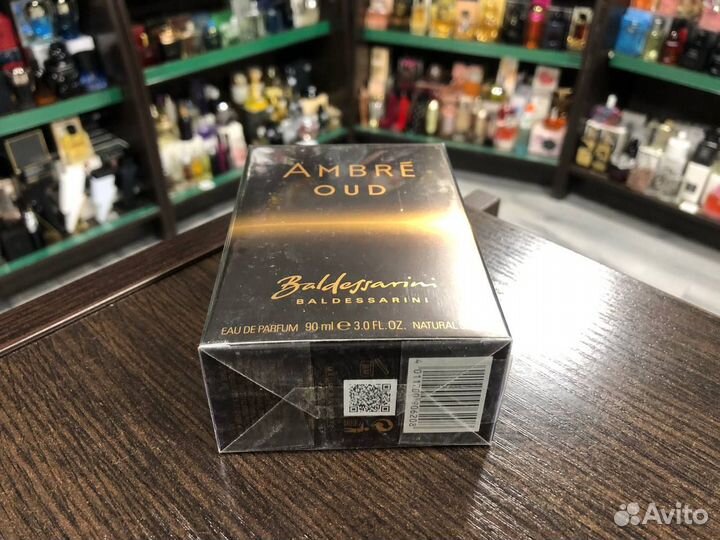 AMBRÉ
OUD
Baldessarini
BALDESSARINI
EAU DE PARFUM 90 ml e 3.0 FL.OZ. NATURAL
Avito